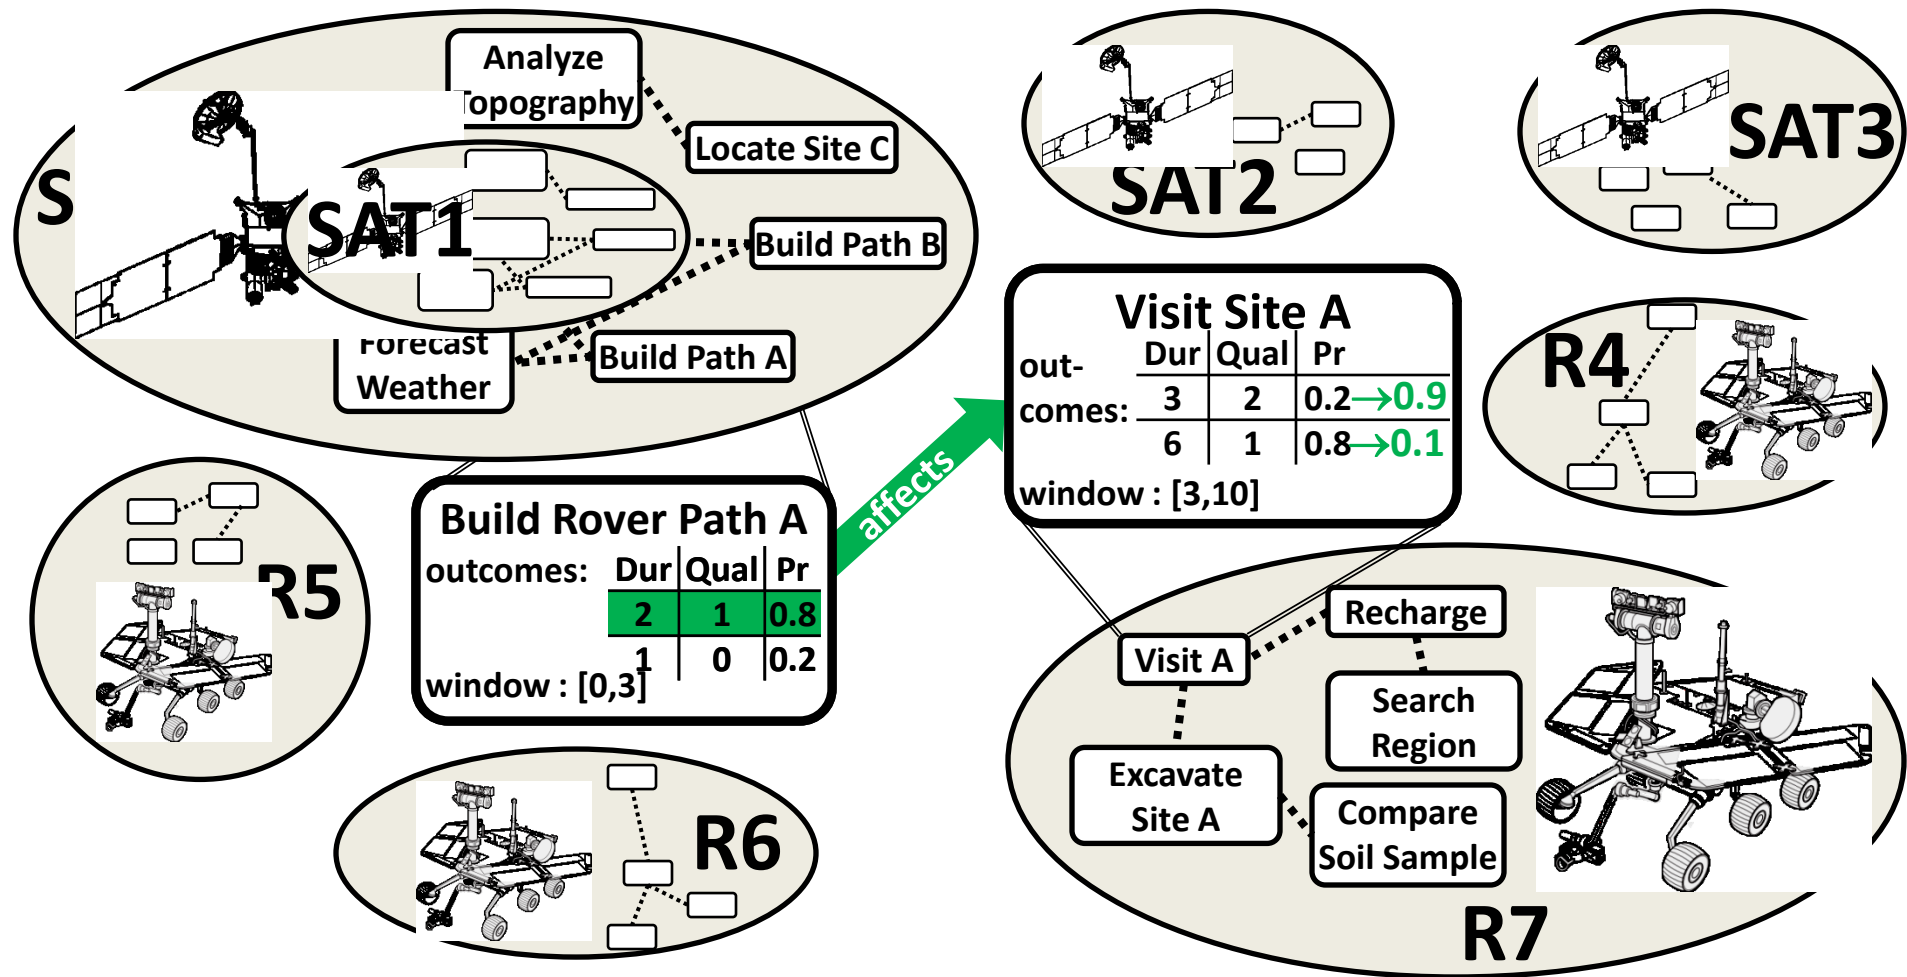 Analyze
Topography
Locate Site C
S
SAT1
Build Path B
Forecast
Weather
Build Path A
SAT2
SAT3
Visit Site A
out-
comes:
Dur Qual Pr
3 2 0.2→0.9
6 1 0.8→0.1
window : [3,10]
affects
R4
R5
Build Rover Path A
outcomes: Dur Qual Pr
2 1 0.8
1 0 0.2
window : [0,3]
R6
Recharge
Visit A
Search
Region
Excavate
Site A
Compare
Soil Sample
R7